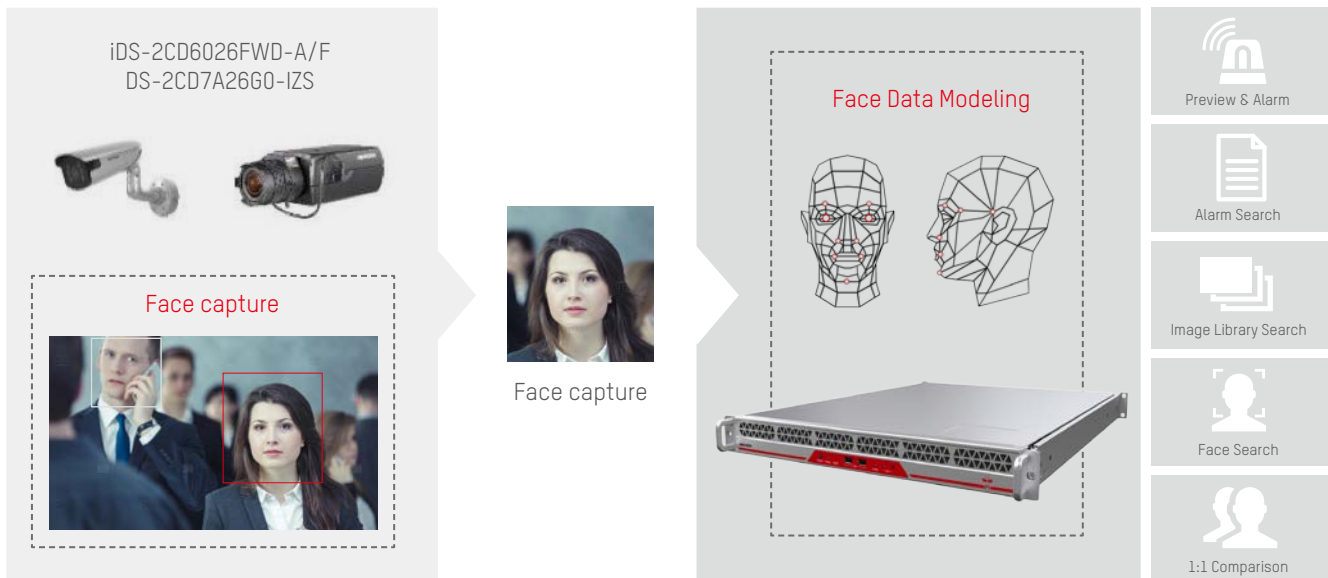 iDS-2CD6026FWD-A/F
DS-2CD7A26G0-IZS
Face capture
Face capture
Face Data Modeling
Preview & Alarm
Alarm Search
Image Library Search
Face Search
1:1 Comparison